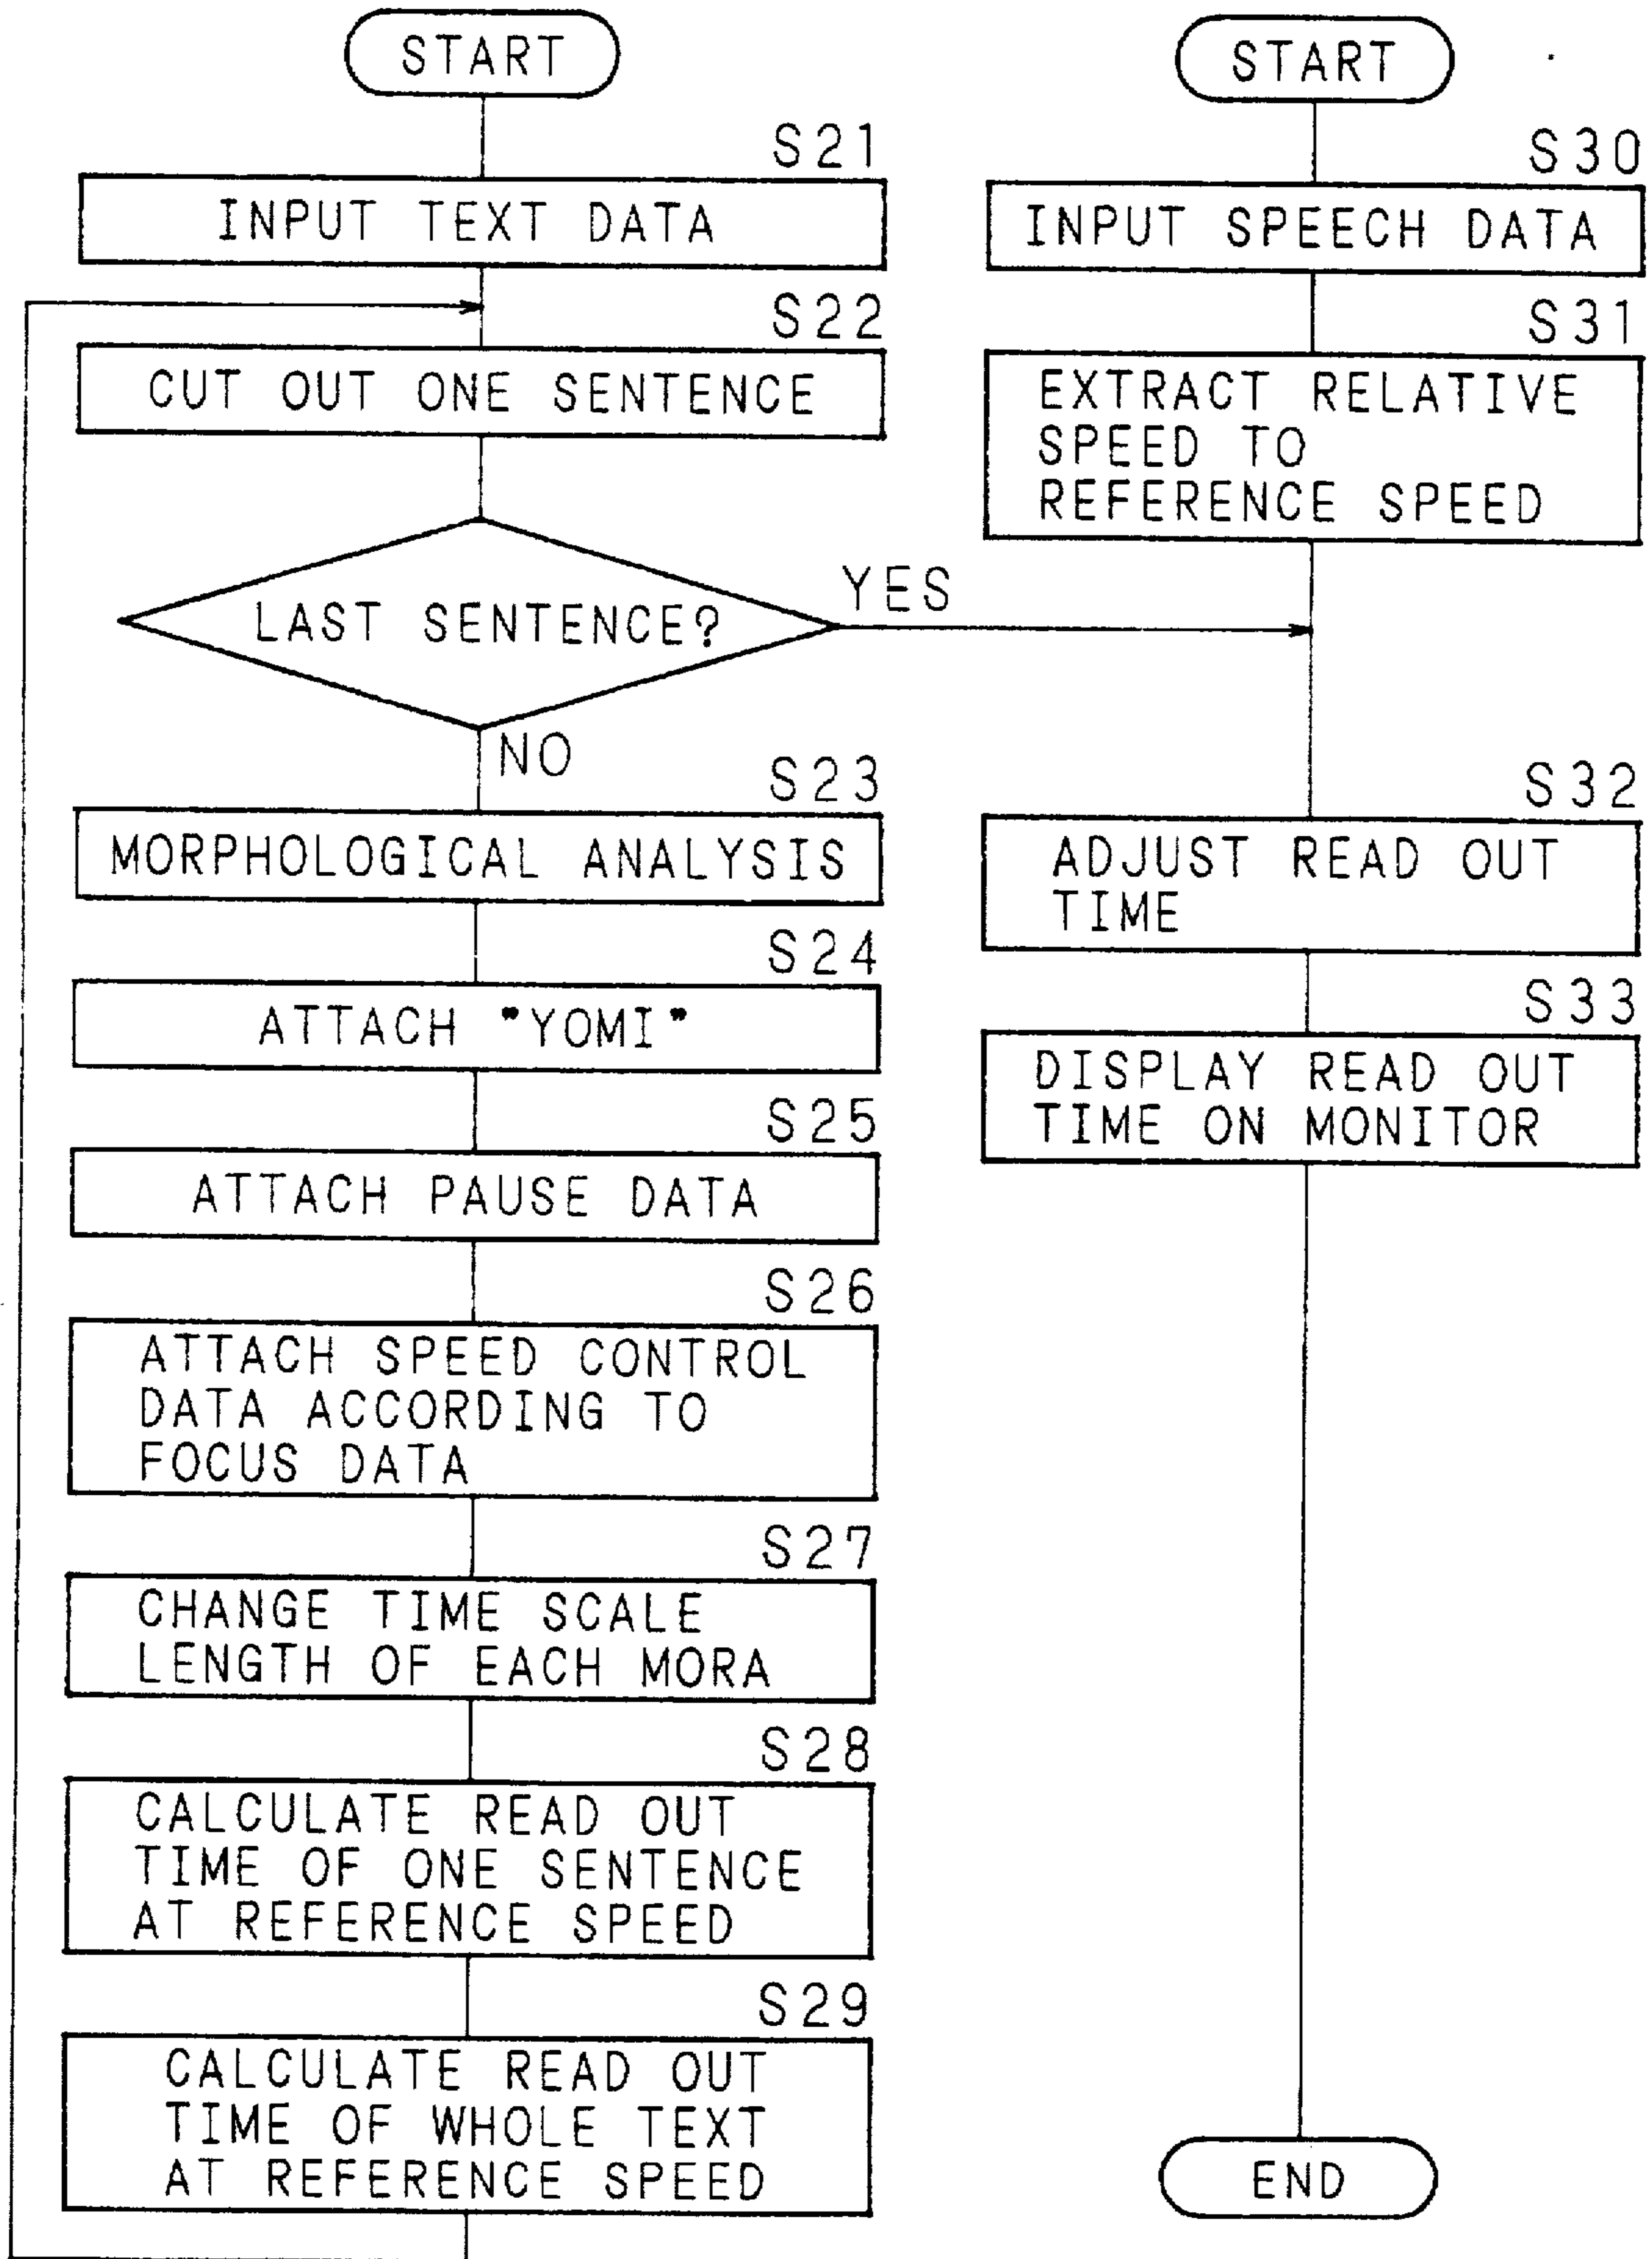 START
S21
INPUT TEXT DATA
S22
CUT OUT ONE SENTENCE
LAST SENTENCE?
YES
NO
S23
MORPHOLOGICAL ANALYSIS
S24
ATTACH "YOMI"
S25
ATTACH PAUSE DATA
S26
ATTACH SPEED CONTROL
DATA ACCORDING TO
FOCUS DATA
S27
CHANGE TIME SCALE
LENGTH OF EACH MORA
S28
CALCULATE READ OUT
TIME OF ONE SENTENCE
AT REFERENCE SPEED
S29
CALCULATE READ OUT
TIME OF WHOLE TEXT
AT REFERENCE SPEED
START
S30
INPUT SPEECH DATA
S31
EXTRACT RELATIVE
SPEED TO
REFERENCE SPEED
S32
ADJUST READ OUT
TIME
S33
DISPLAY READ OUT
TIME ON MONITOR
END